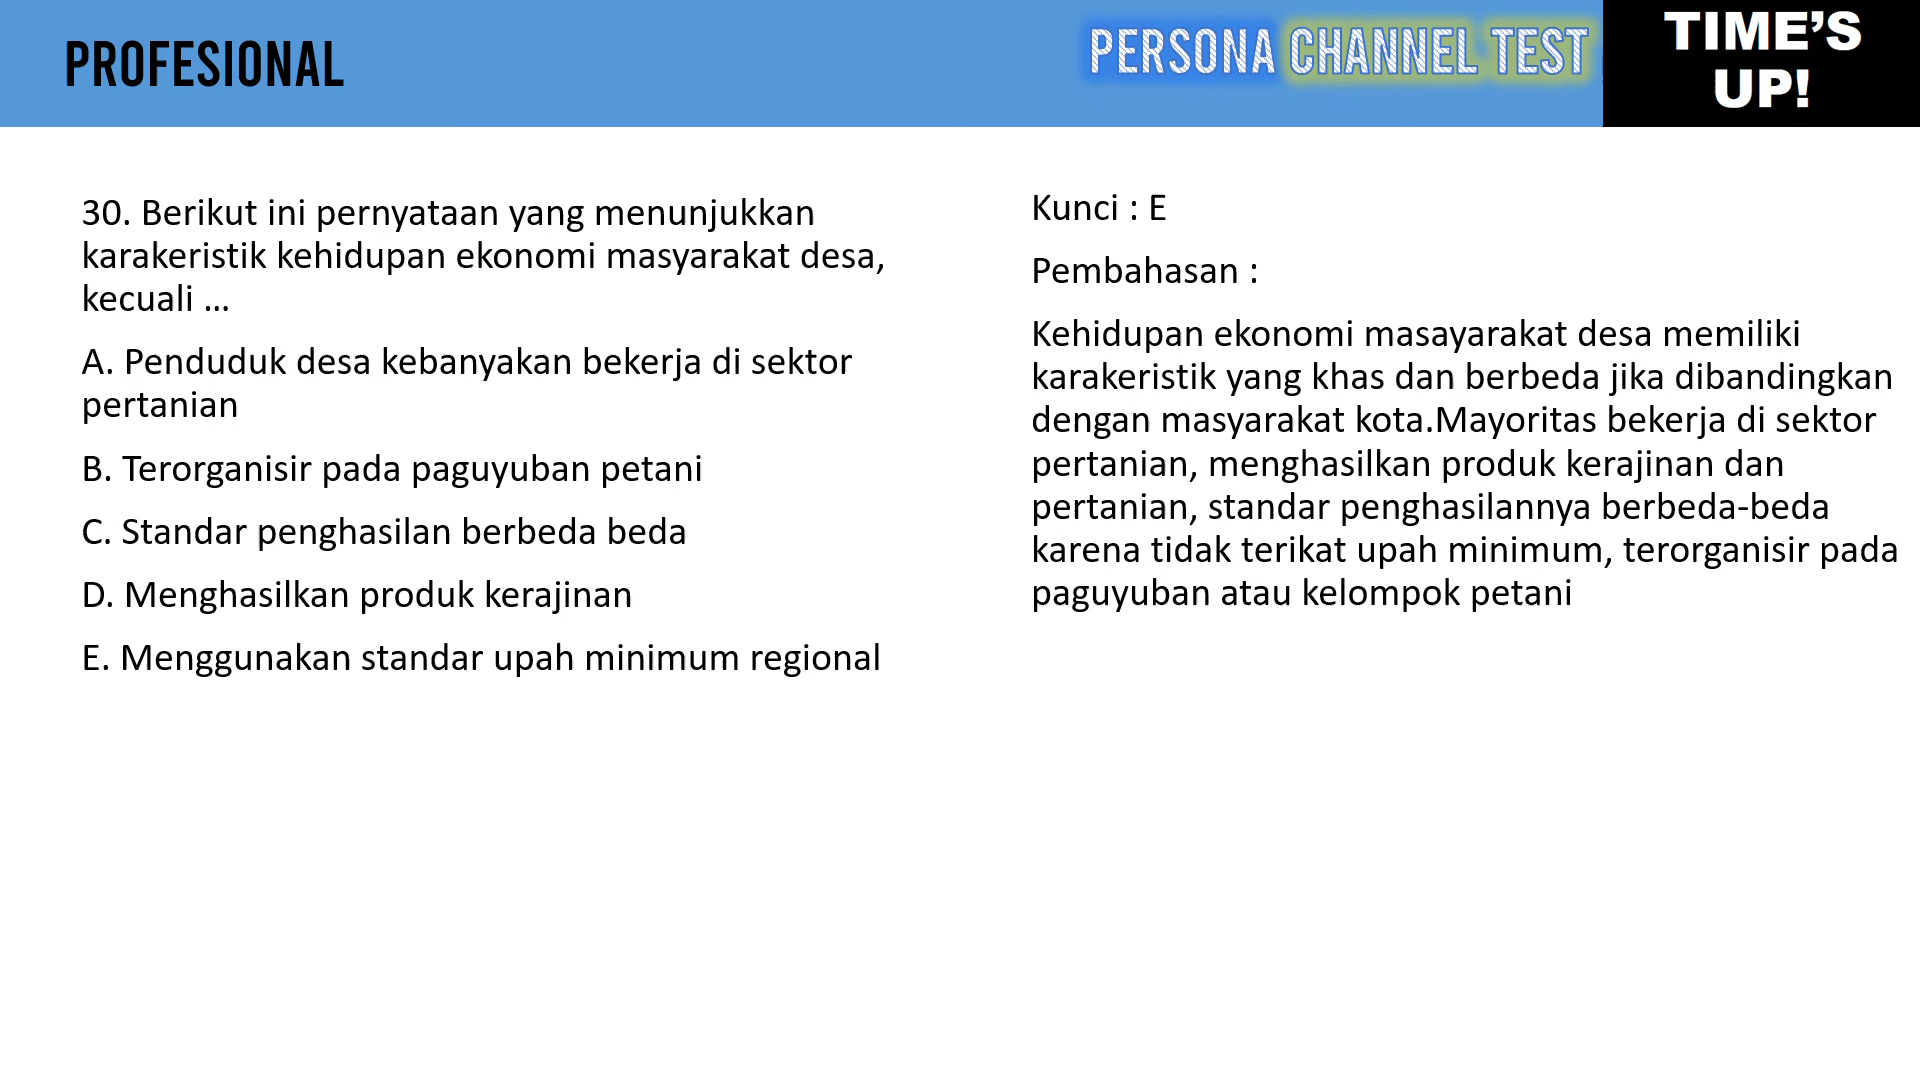 PROFESIONAL
PERSONA CHANNEL TEST
TIME’S
UP!
30. Berikut ini pernyataan yang menunjukkan
karakeristik kehidupan ekonomi masyarakat desa,
kecuali ...
A. Penduduk desa kebanyakan bekerja di sektor
pertanian
B. Terorganisir pada paguyuban petani
C. Standar penghasilan berbeda beda
D. Menghasilkan produk kerajinan
E. Menggunakan standar upah minimum regional
Kunci : E
Pembahasan :
Kehidupan ekonomi masayarakat desa memiliki
karakeristik yang khas dan berbeda jika dibandingkan
dengan masyarakat kota.Mayoritas bekerja di sektor
pertanian, menghasilkan produk kerajinan dan
pertanian, standar penghasilannya berbeda-beda
karena tidak terikat upah minimum, terorganisir pada
paguyuban atau kelompok petani